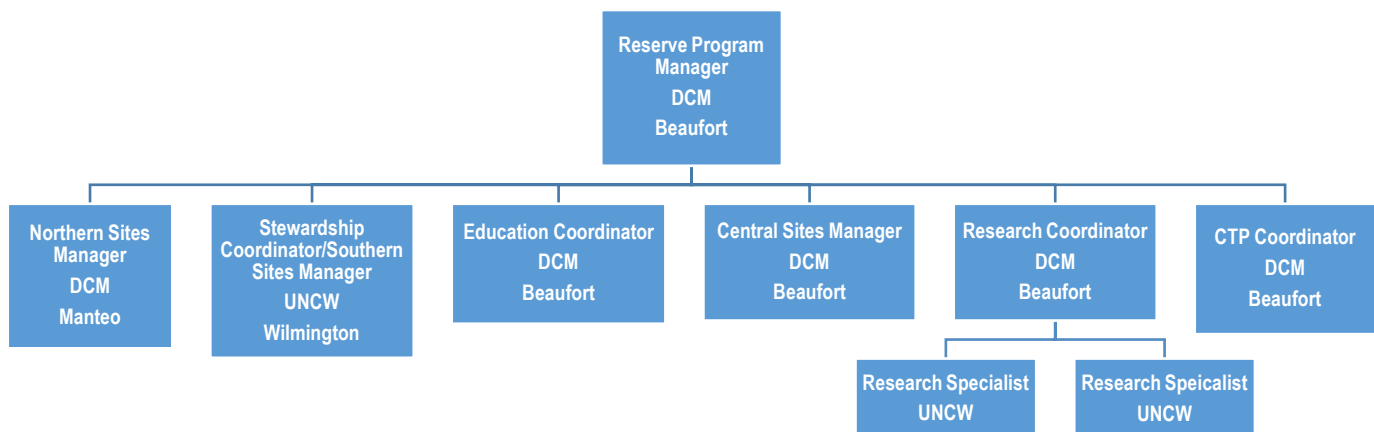 Reserve Program
Manager
DCM
Beaufort
Northern Sites
Manager
DCM
Manteo
Stewardship
Coordinator/Southern
Sites Manager
UNCW
Wilmington
Education Coordinator
DCM
Beaufort
Central Sites Manager
DCM
Beaufort
Research Coordinator
DCM
Beaufort
CTP Coordinator
DCM
Beaufort
Research Specialist
UNCW
Research Speicalist
UNCW